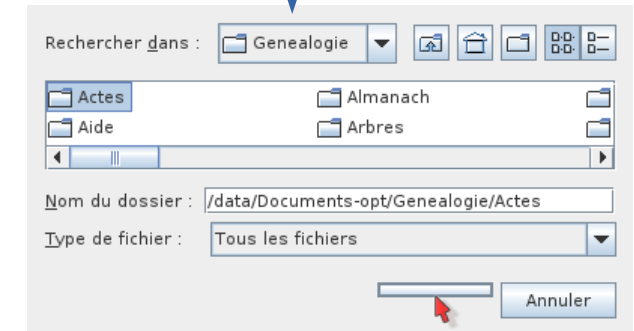 Rechercher dans : Genealogie
Actes Almanach
Aide Arbres
Nom du dossier : /data/Documents-opt/Genealogie/Actes
Type de fichier : Tous les fichiers
Annuler